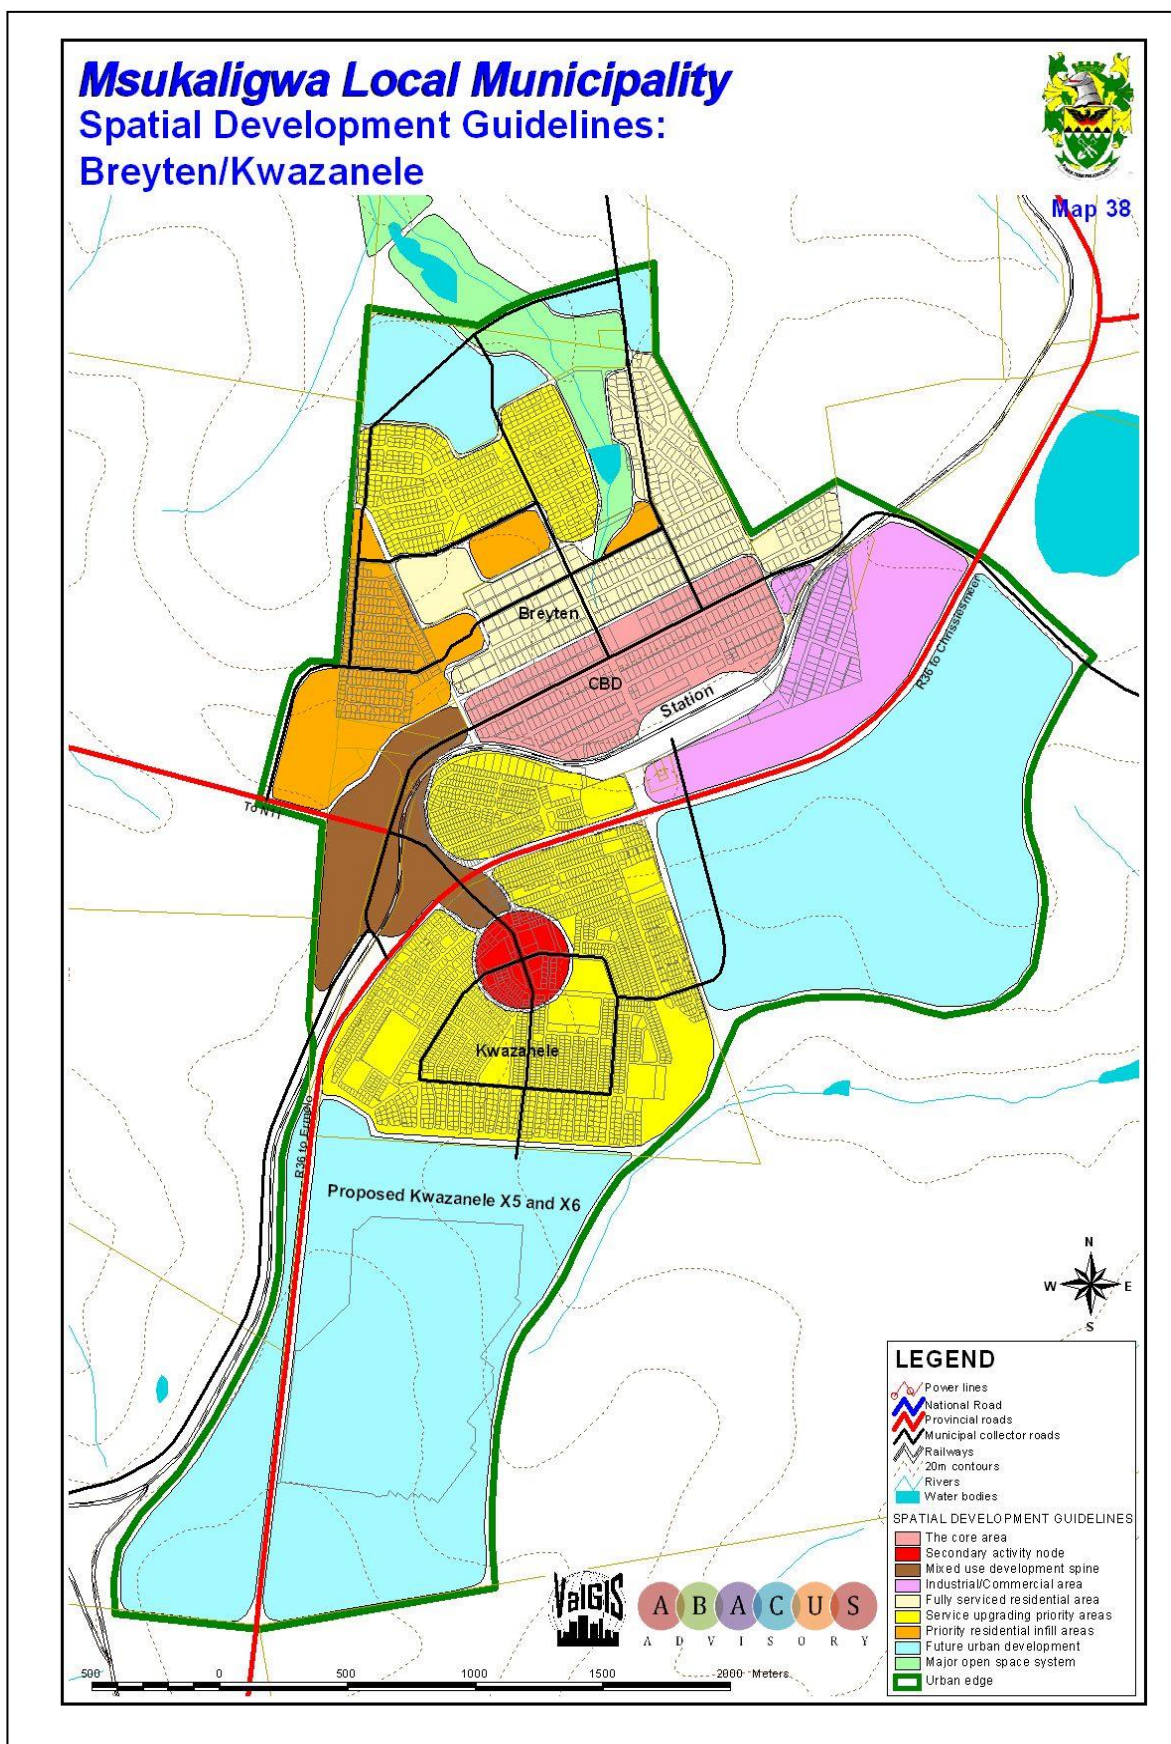 Msukaligwa Local Municipality
Spatial Development Guidelines:
Breyten/Kwazanele
Map 38
Breyten
CBD
Station
R36 to Chrissiesmeer
To N11
Kwazanele
R36 to Ermelo
Proposed Kwazanele X5 and X6
N
W E
S
LEGEND
Power lines
National Road
Provincial roads
Municipal collector roads
Railways
20m contours
Rivers
Water bodies
SPATIAL DEVELOPMENT GUIDELINES
The core area
Secondary activity node
Mixed use development spine
Industrial/Commercial area
Fully serviced residential area
Service upgrading priority areas
Priority residential infill areas
Future urban development
Major open space system
Urban edge
ValGIS
ABACUS
ADVISORY
500 0 500 1000 1500 2000 Meters